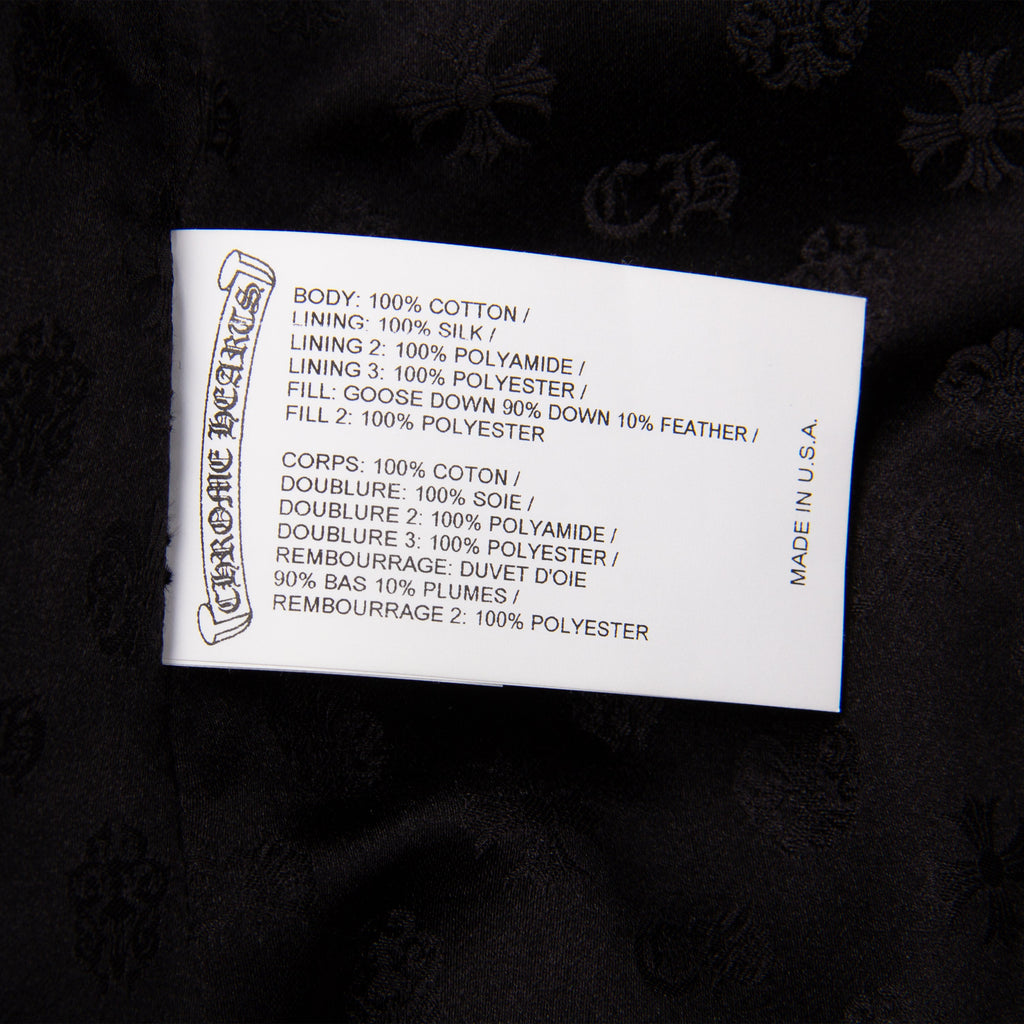 CH
CHROME HEARTS
BODY: 100% COTTON /
LINING: 100% SILK /
LINING 2: 100% POLYAMIDE /
LINING 3: 100% POLYESTER /
FILL: GOOSE DOWN 90% DOWN 10% FEATHER /
FILL 2: 100% POLYESTER
CORPS: 100% COTON /
DOUBLURE: 100% SOIE /
DOUBLURE 2: 100% POLYAMIDE /
DOUBLURE 3: 100% POLYESTER /
REMBOURRAGE: DUVET D'OIE
90% BAS 10% PLUMES /
REMBOURRAGE 2: 100% POLYESTER
MADE IN U.S.A.
CH